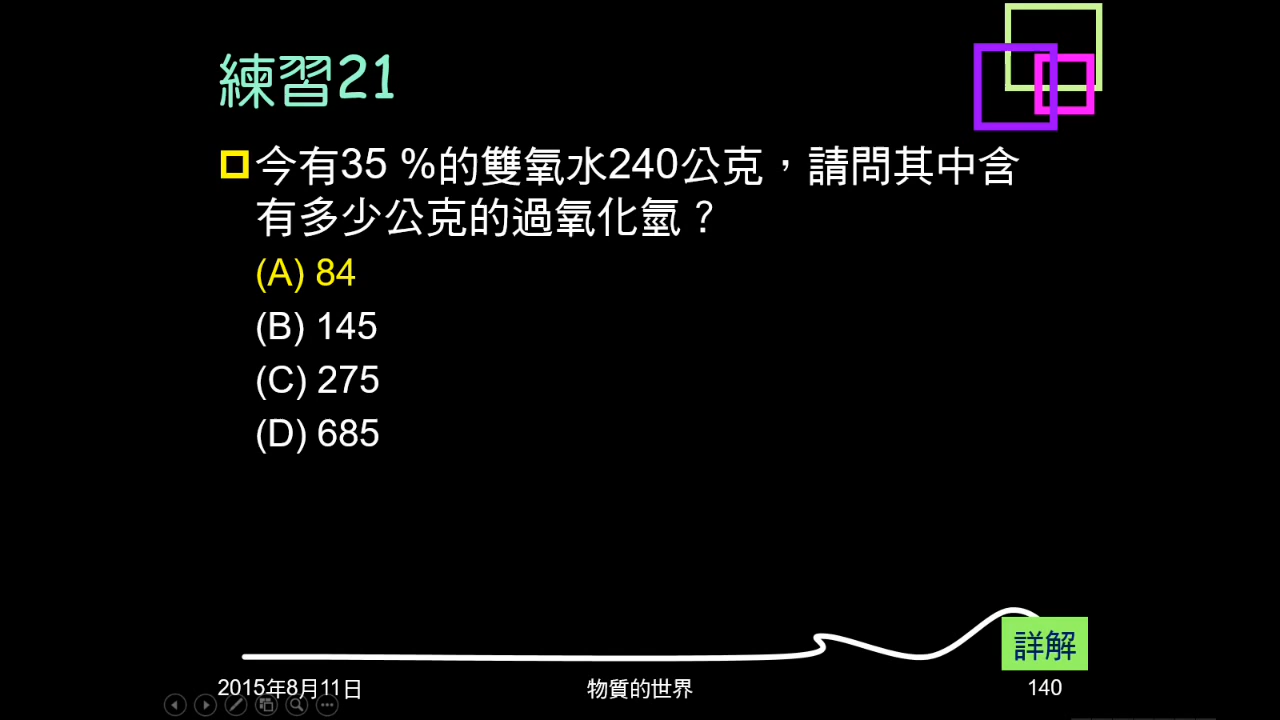 練習21
今有35 %的雙氧水240公克，請問其中含
有多少公克的過氧化氫？
(A) 84
(B) 145
(C) 275
(D) 685
詳解
2015年8月11日
物質的世界
140